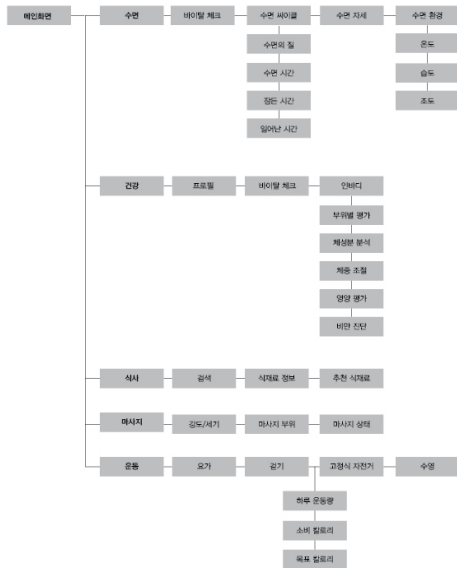 메인화면
수면
바이탈 체크
수면 싸이클
수면 자세
수면 환경
수면의 질
온도
수면 시간
습도
잠든 시간
조도
일어난 시간
건강
프로필
바이탈 체크
인바디
부위별 평가
체성분 분석
체중 조절
영양 평가
비만 진단
식사
검색
식재료 정보
추천 식재료
마사지
강도/세기
마사지 부위
마사지 상태
운동
요가
걷기
고정식 자전거
수영
하루 운동량
소비 칼로리
목표 칼로리